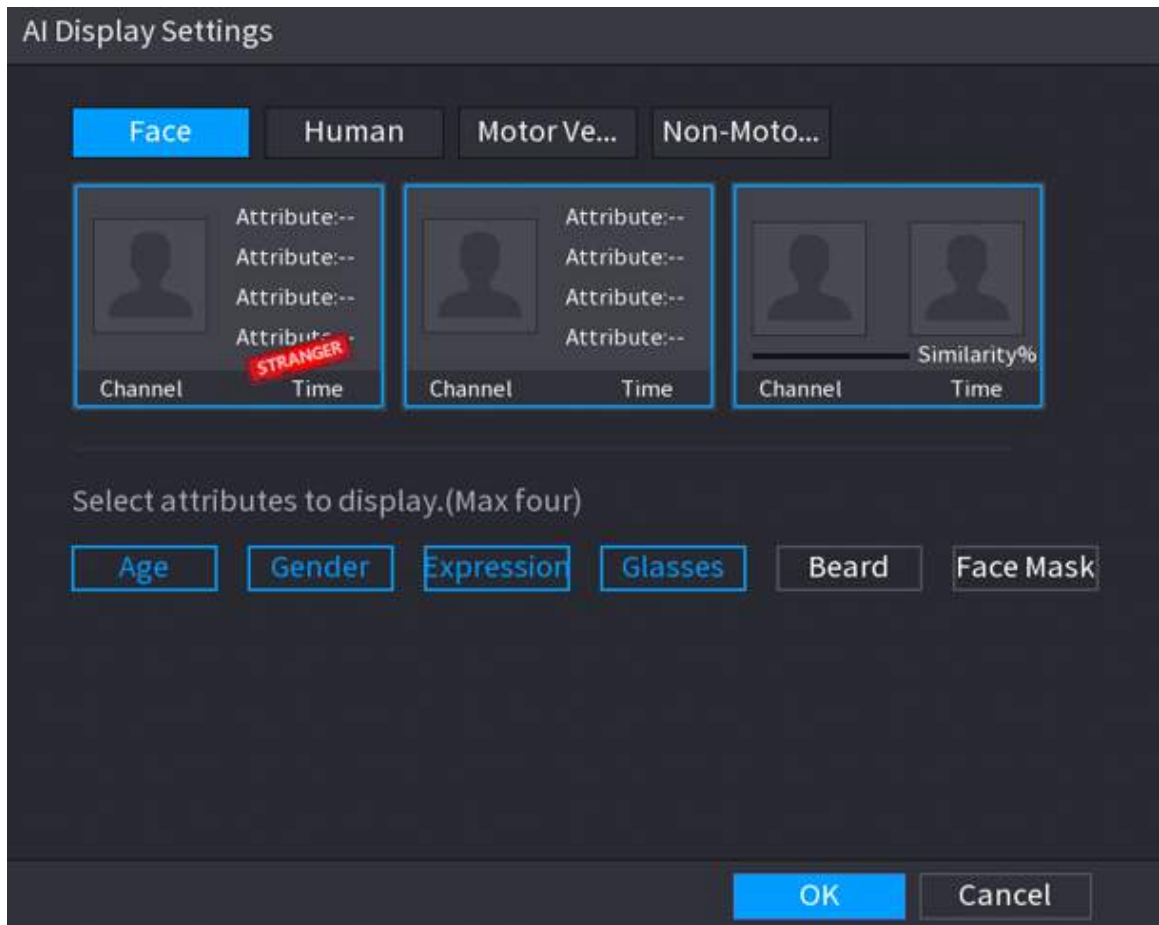 AI Display Settings
Face Human Motor Ve... Non-Moto...
Attribute:-- Attribute:--
Attribute:-- Attribute:--
Attribute:-- Attribute:--
Attribute:-- Attribute:--
STRANGER Similarity%
Channel Time Channel Time Channel Time
Select attributes to display.(Max four)
Age Gender Expression Glasses Beard Face Mask
OK Cancel